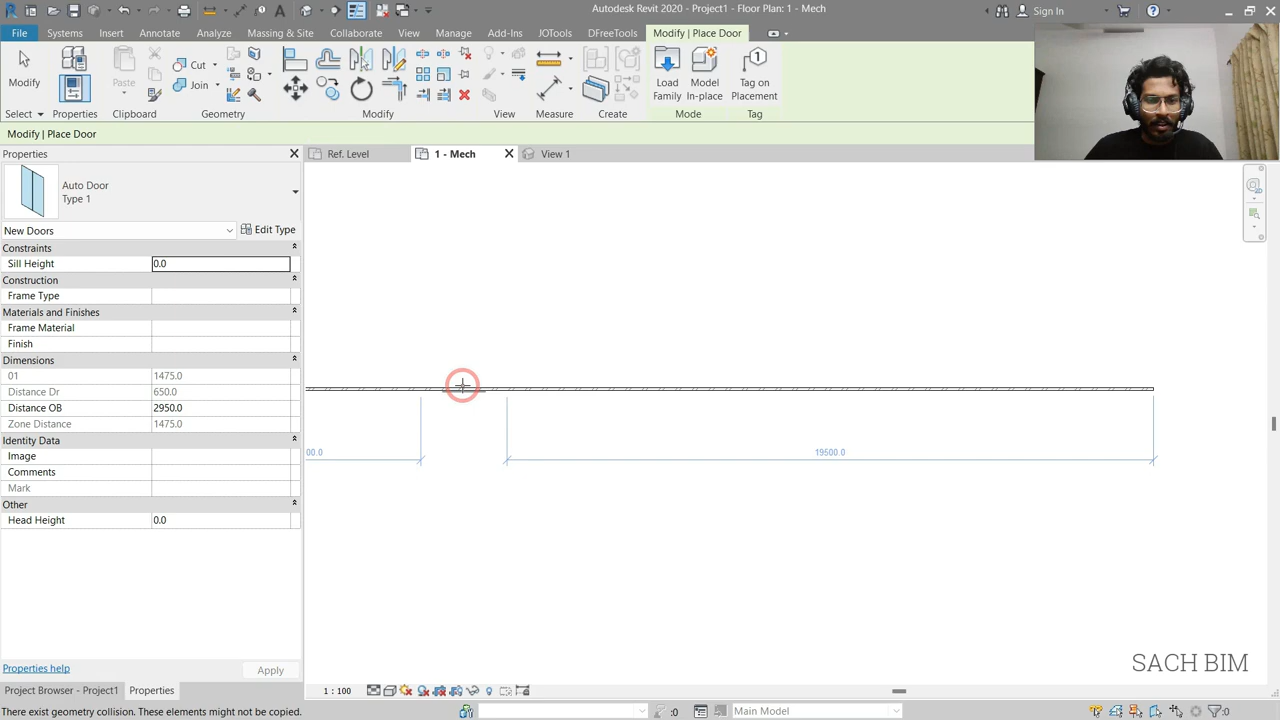 Autodesk Revit 2020 - Project1 - Floor Plan: 1 - Mech
Sign In
File Systems Insert Annotate Analyze Massing & Site Collaborate View Manage Add-Ins JOTools DFreeTools Modify | Place Door
Modify
Select
Properties
Paste
Clipboard
Cut
Join
Geometry
Modify
View
Measure
Create
Load Family
Model In-place
Mode
Tag on Placement
Tag
Modify | Place Door
Properties
Ref. Level
1 - Mech
View 1
Auto Door
Type 1
New Doors
Edit Type
Constraints
Sill Height 0.0
Construction
Frame Type
Materials and Finishes
Frame Material
Finish
Dimensions
01 1475.0
Distance Dr 650.0
Distance OB 2950.0
Zone Distance 1475.0
Identity Data
Image
Comments
Mark
Other
Head Height 0.0
00.0
19500.0
SACH BIM
Properties help
Apply
Project Browser - Project1
Properties
1 : 100
There exist geometry collision. These elements might not be copied.
:0
Main Model
:0